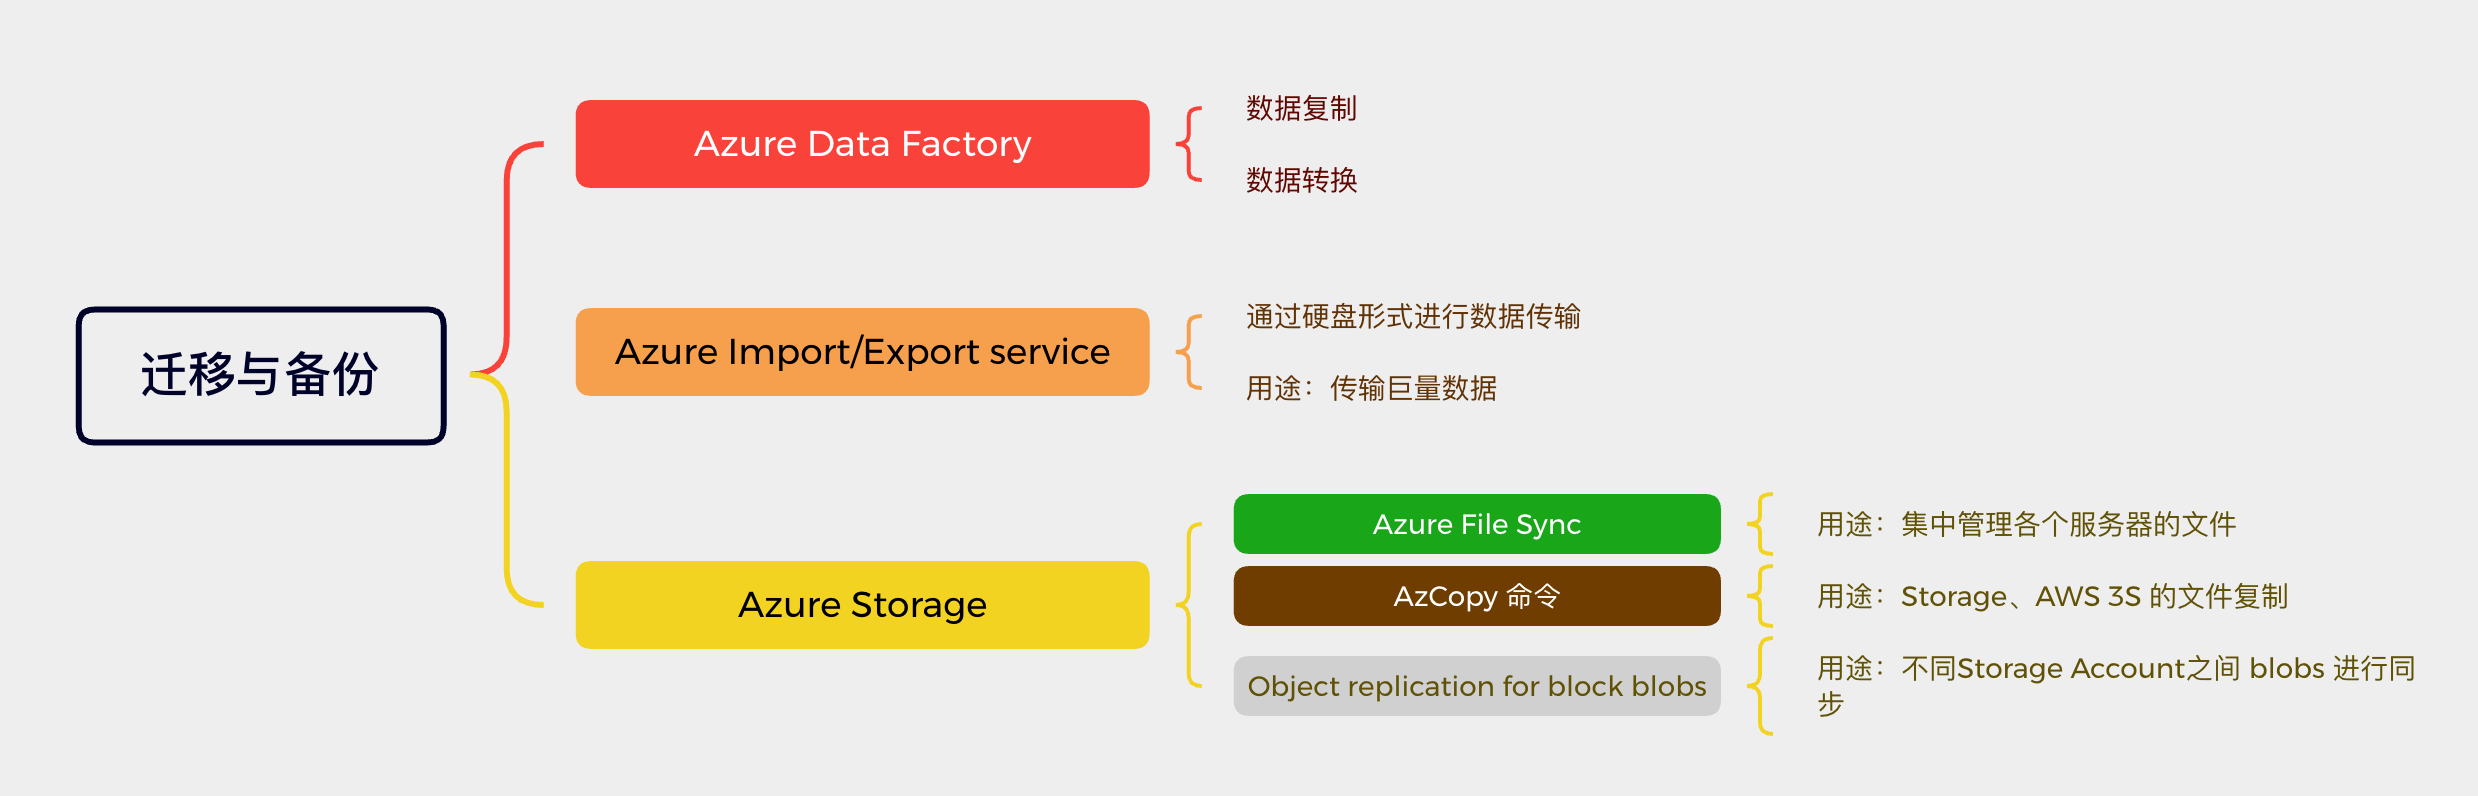 迁移与备份
Azure Data Factory
数据复制
数据转换
Azure Import/Export service
通过硬盘形式进行数据传输
用途：传输巨量数据
Azure Storage
Azure File Sync
用途：集中管理各个服务器的文件
AzCopy 命令
用途：Storage、AWS 3S 的文件复制
Object replication for block blobs
用途：不同Storage Account之间 blobs 进行同
步